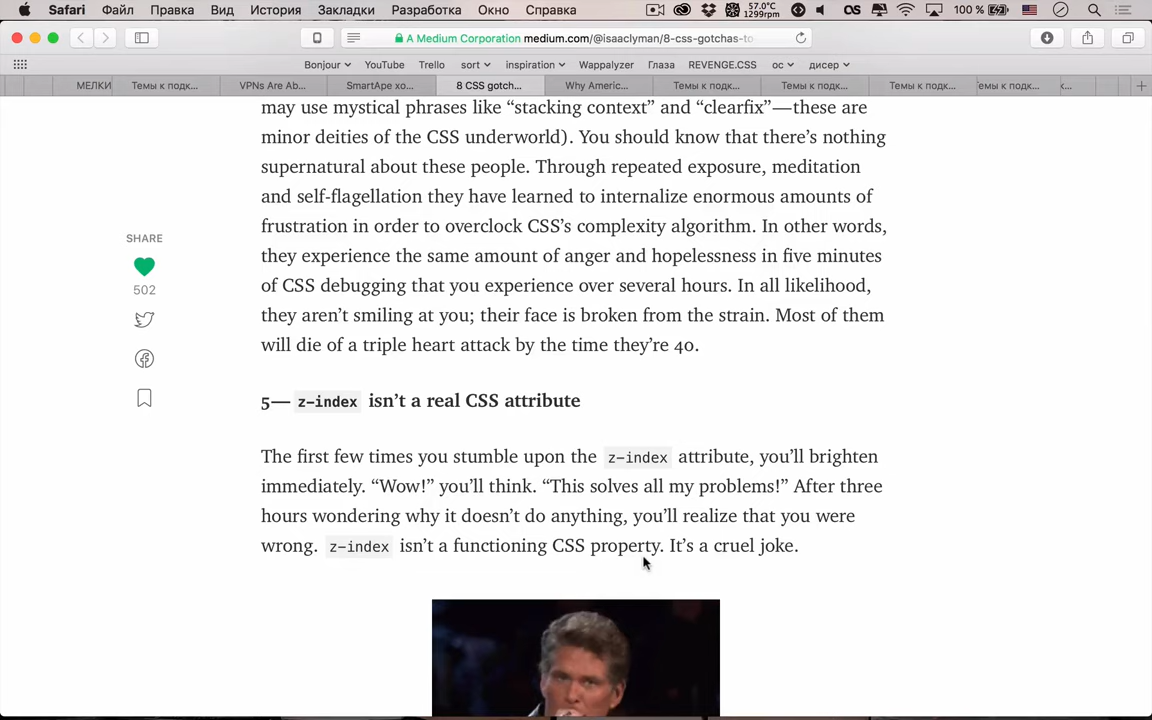 Safari Файл Правка Вид История Закладки Разработка Окно Справка 57.0°C 1299rpm 100 %
A Medium Corporation medium.com/@isaaclyman/8-css-gotchas-to-
Bonjour YouTube Trello sort inspiration Wappalyzer Глаза REVENGE.CSS ос дисер
МЕЛКИ Темы к подк... VPNs Are Ab... SmartApe хо... 8 CSS gotch... Why Americ... Темы к подк... Темы к подк... Темы к подк...
may use mystical phrases like “stacking context” and “clearfix”—these are
minor deities of the CSS underworld). You should know that there’s nothing
supernatural about these people. Through repeated exposure, meditation
and self-flagellation they have learned to internalize enormous amounts of
frustration in order to overclock CSS’s complexity algorithm. In other words,
they experience the same amount of anger and hopelessness in five minutes
of CSS debugging that you experience over several hours. In all likelihood,
they aren’t smiling at you; their face is broken from the strain. Most of them
will die of a triple heart attack by the time they’re 40.
SHARE
502
5— z-index isn’t a real CSS attribute
The first few times you stumble upon the z-index attribute, you’ll brighten
immediately. “Wow!” you’ll think. “This solves all my problems!” After three
hours wondering why it doesn’t do anything, you’ll realize that you were
wrong. z-index isn’t a functioning CSS property. It’s a cruel joke.